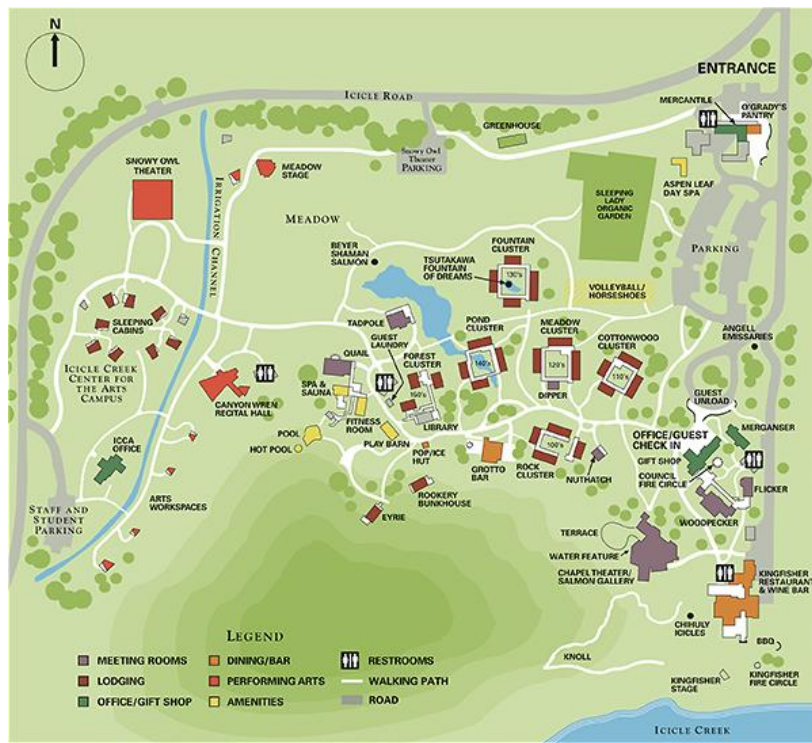 N
ENTRANCE
ICICLE ROAD
MERCANTILE
O'GRADY'S
PANTRY
GREENHOUSE
Snowy Owl
Theater
PARKING
SNOWY OWL
THEATER
MEADOW
STAGE
ASPEN LEAF
DAY SPA
IRRIGATION CHANNEL
SLEEPING
LADY
ORGANIC
GARDEN
MEADOW
PARKING
BEYER
SHAMAN
SALMON
TSUTAKAWA
FOUNTAIN
OF DREAMS
FOUNTAIN
CLUSTER
130's
VOLLEYBALL/
HORSESHOES
SLEEPING
CABINS
TADPOLE
GUEST
LAUNDRY
POND
CLUSTER
140's
MEADOW
CLUSTER
120's
COTTONWOOD
CLUSTER
110's
ANGELL
EMISSARIES
QUAIL
FOREST
CLUSTER
160's
DIPPER
ICICLE CREEK
CENTER FOR
THE ARTS
CAMPUS
SPA &
SAUNA
GUEST
UNLOAD
CANYON WREN
RECITAL HALL
FITNESS
ROOM
LIBRARY
MERGANSER
POOL
HOT POOL
PLAY BARN
POP/ICE
HUT
GROTTO
BAR
ROCK
CLUSTER
100's
NUTHATCH
OFFICE/GUEST
CHECK IN
GIFT SHOP
COUNCIL
FIRE CIRCLE
ICCA
OFFICE
ROOKERY
BUNKHOUSE
FLICKER
ARTS
WORKSPACES
EYRIE
WOODPECKER
STAFF AND
STUDENT
PARKING
TERRACE
WATER FEATURE
CHAPEL THEATER/
SALMON GALLERY
KINGFISHER
RESTAURANT
& WINE BAR
CHIHULY
ICICLES
BBQ
KNOLL
KINGFISHER
STAGE
KINGFISHER
FIRE CIRCLE
LEGEND
MEETING ROOMS
DINING/BAR
RESTROOMS
LODGING
PERFORMING ARTS
WALKING PATH
OFFICE/GIFT SHOP
AMENITIES
ROAD
ICICLE CREEK